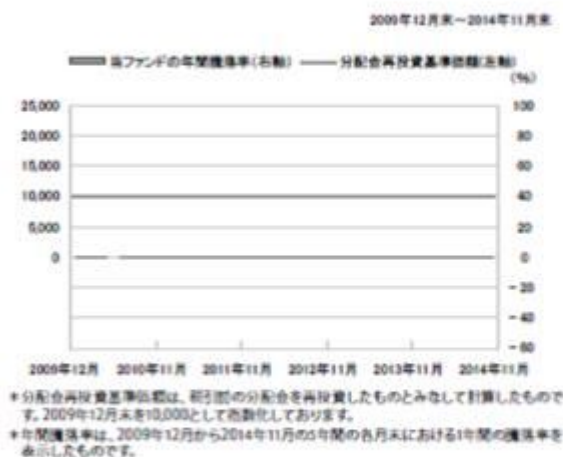 2009年12月末～2014年11月末
当ファンドの年間騰落率(右軸)
分配金再投資基準価額(左軸)
(%)
25,000
20,000
15,000
10,000
5,000
0
100
80
60
40
20
0
-20
-40
-60
2009年12月
2010年11月
2011年11月
2012年11月
2013年11月
2014年11月
*分配金再投資基準価額は、税引前の分配金を再投資したものとみなして計算したもので
す。2009年12月末を10,000として指数化しております。
*年間騰落率は、2009年12月から2014年11月の5年間の各月末における1年間の騰落率を
表示したものです。